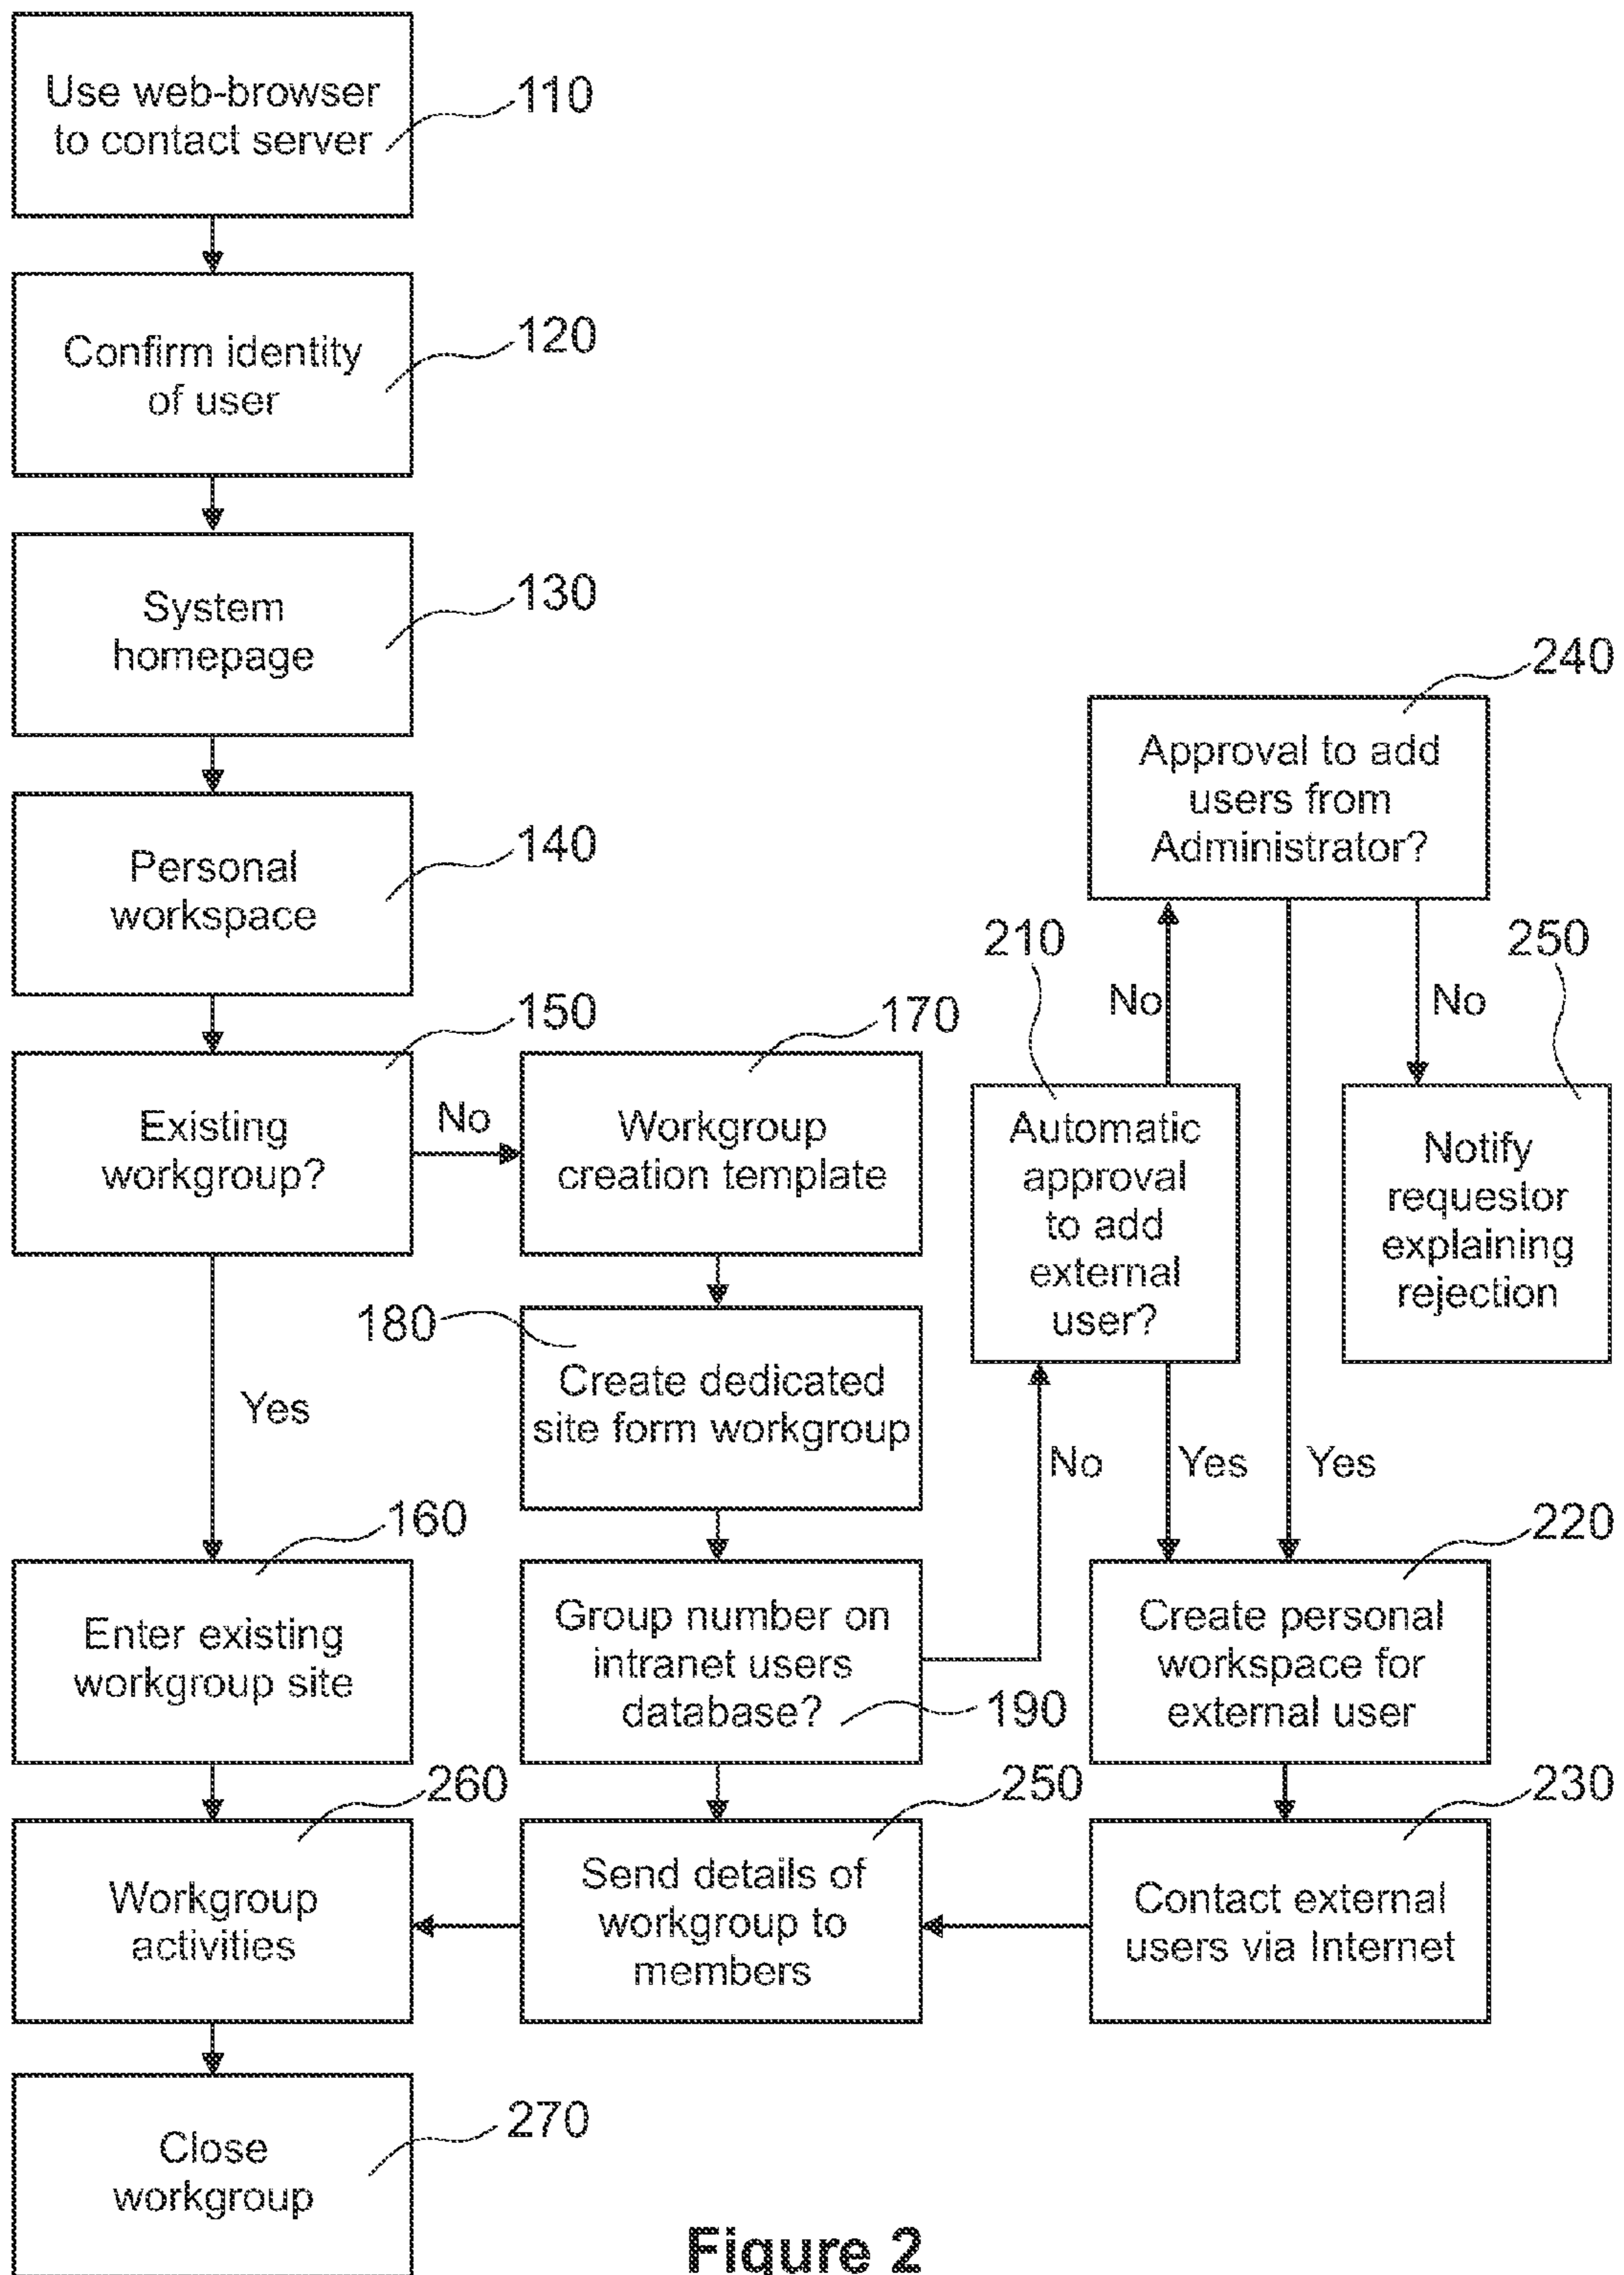 Use web-browser
to contact server
110
Confirm identity
of user
120
System
homepage
130
Personal
workspace
140
Existing
workgroup?
150
No
Yes
Workgroup
creation template
170
180
Create dedicated
site form workgroup
Group number on
intranet users
database?
190
No
210
Automatic
approval
to add
external
user?
No
Yes
240
Approval to add
users from
Administrator?
Yes
No
250
Notify
requestor
explaining
rejection
160
Enter existing
workgroup site
220
Create personal
workspace for
external user
230
Contact external
users via Internet
250
Send details of
workgroup to
members
260
Workgroup
activities
270
Close
workgroup
Figure 2